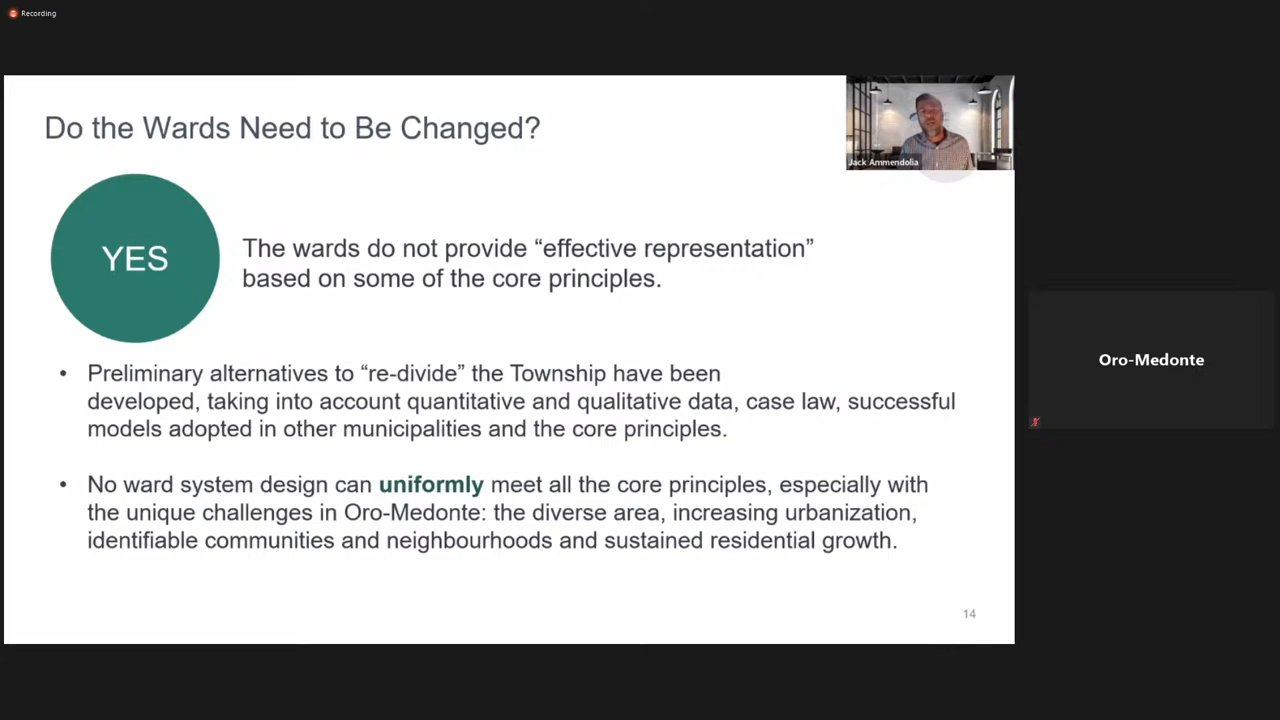 Recording
Do the Wards Need to Be Changed?
Jack Ammendolia
YES
The wards do not provide “effective representation”
based on some of the core principles.
• Preliminary alternatives to “re-divide” the Township have been
developed, taking into account quantitative and qualitative data, case law, successful
models adopted in other municipalities and the core principles.
• No ward system design can uniformly meet all the core principles, especially with
the unique challenges in Oro-Medonte: the diverse area, increasing urbanization,
identifiable communities and neighbourhoods and sustained residential growth.
14
Oro-Medonte